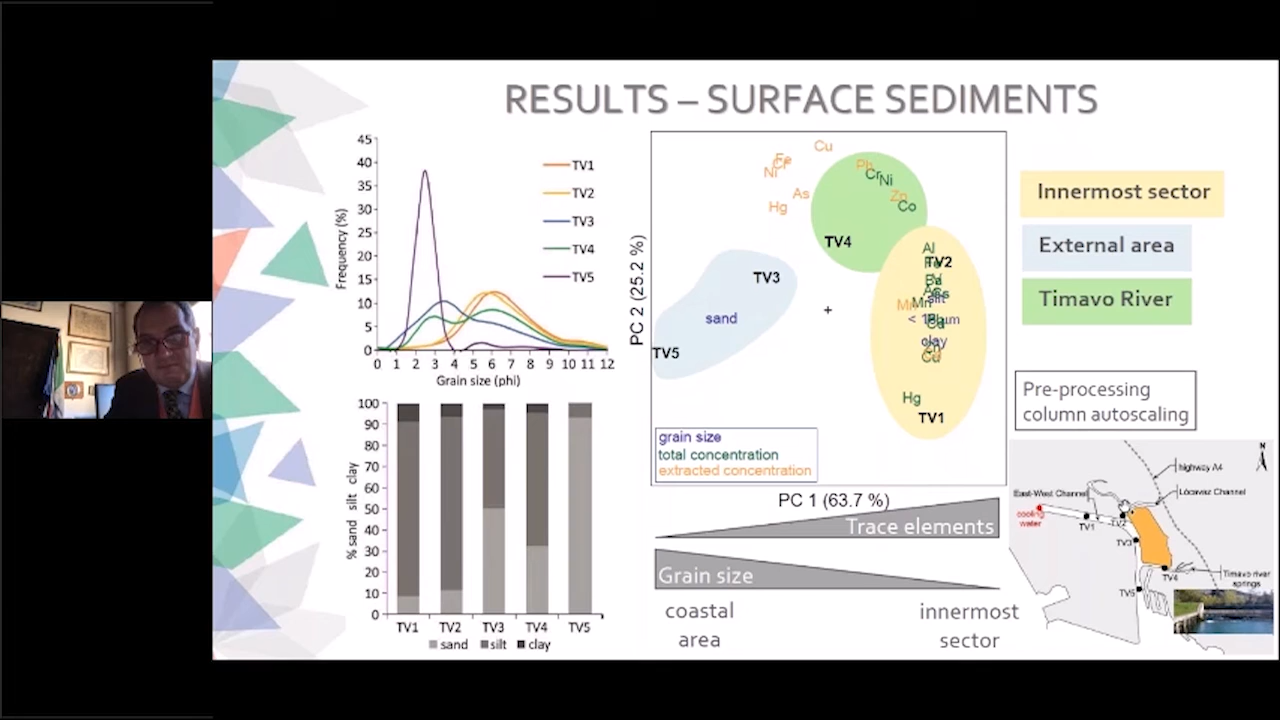 RESULTS – SURFACE SEDIMENTS
45
40
35
30
25
20
15
10
5
0
Frequency (%)
0 1 2 3 4 5 6 7 8 9 10 11 12
Grain size (phi)
TV1
TV2
TV3
TV4
TV5
100
90
80
70
60
50
40
30
20
10
0
% sand silt clay
TV1 TV2 TV3 TV4 TV5
sand silt clay
PC 2 (25.2 %)
Cu
Fe
Cr
Ni
As
Hg
Pb
Cr
Ni
Zn
Co
TV4
TV3
sand
TV5
+
Al
TV2
V
Cs
Mn
Mn
silt
clay
Cu
Hg
TV1
grain size
total concentration
extracted concentration
PC 1 (63.7 %)
Trace elements
Grain size
coastal
area
innermost
sector
Innermost sector
External area
Timavo River
Pre-processing
column autoscaling
N
highway A4
East-West Channel
Locavaz Channel
cooling
water
TV1
TV2
TV3
TV4
Timavo river
springs
TV5